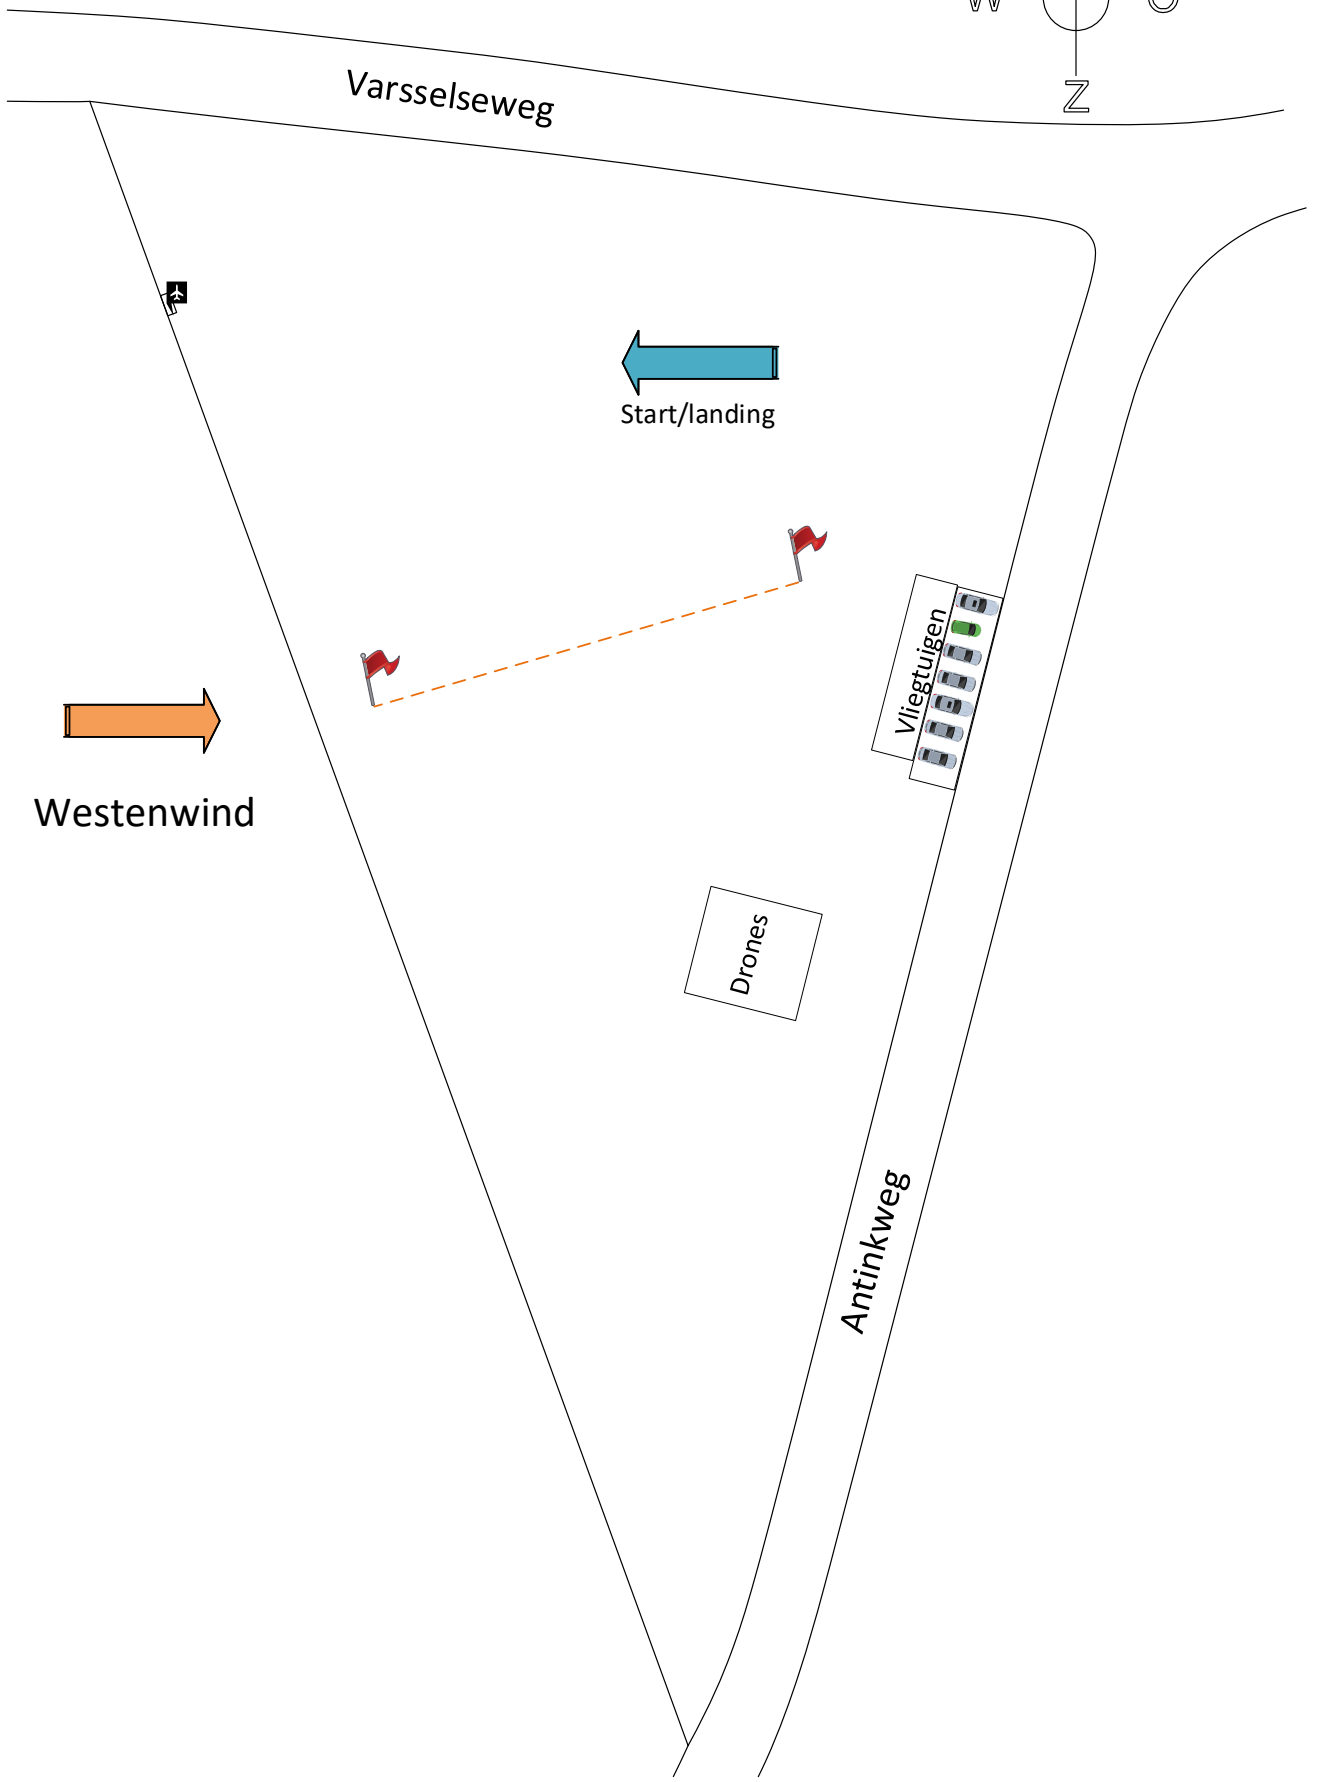 W O
Z
Varsselseweg
Start/landing
Vliegtuigen
Westenwind
Drones
Antinkweg